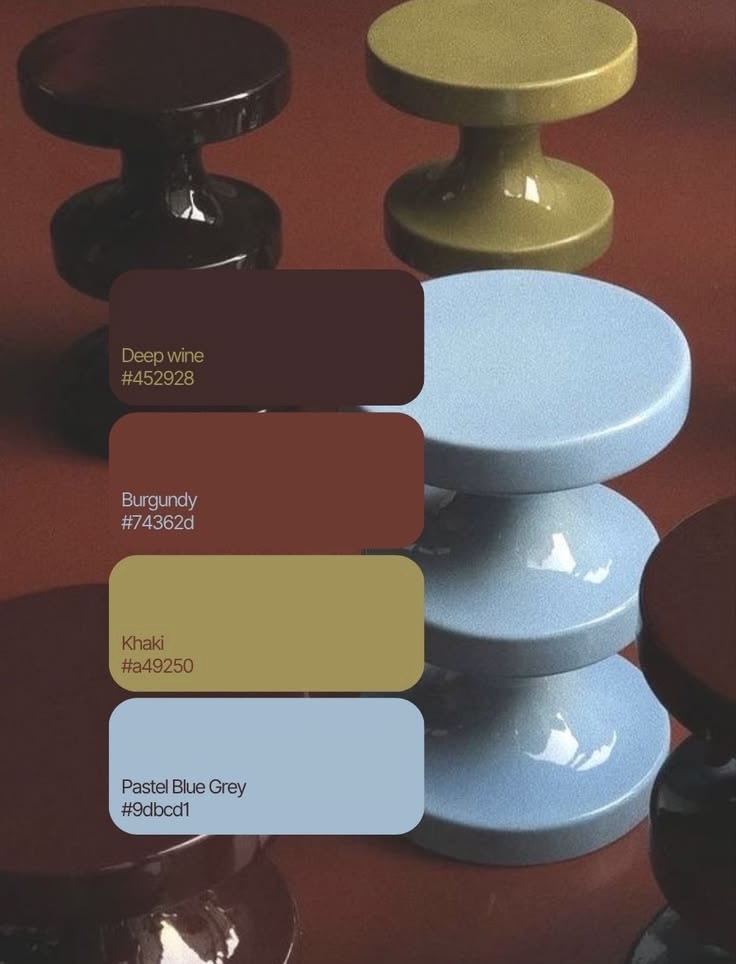 Deep wine
#452928
Burgundy
#74362d
Khaki
#a49250
Pastel Blue Grey
#9dbcd1